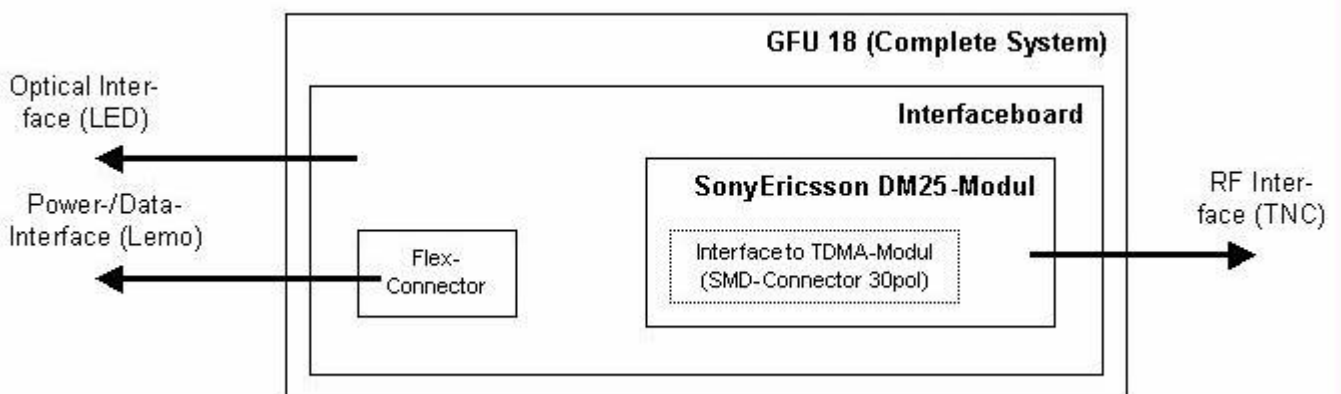 GFU 18 (Complete System)
Optical Inter-
face (LED)
Interfaceboard
Power-/Data-
Interface (Lemo)
Flex-
Connector
SonyEricsson DM25-Modul
Interface to TDMA-Modul
(SMD-Connector 30pol)
RF Inter-
face (TNC)